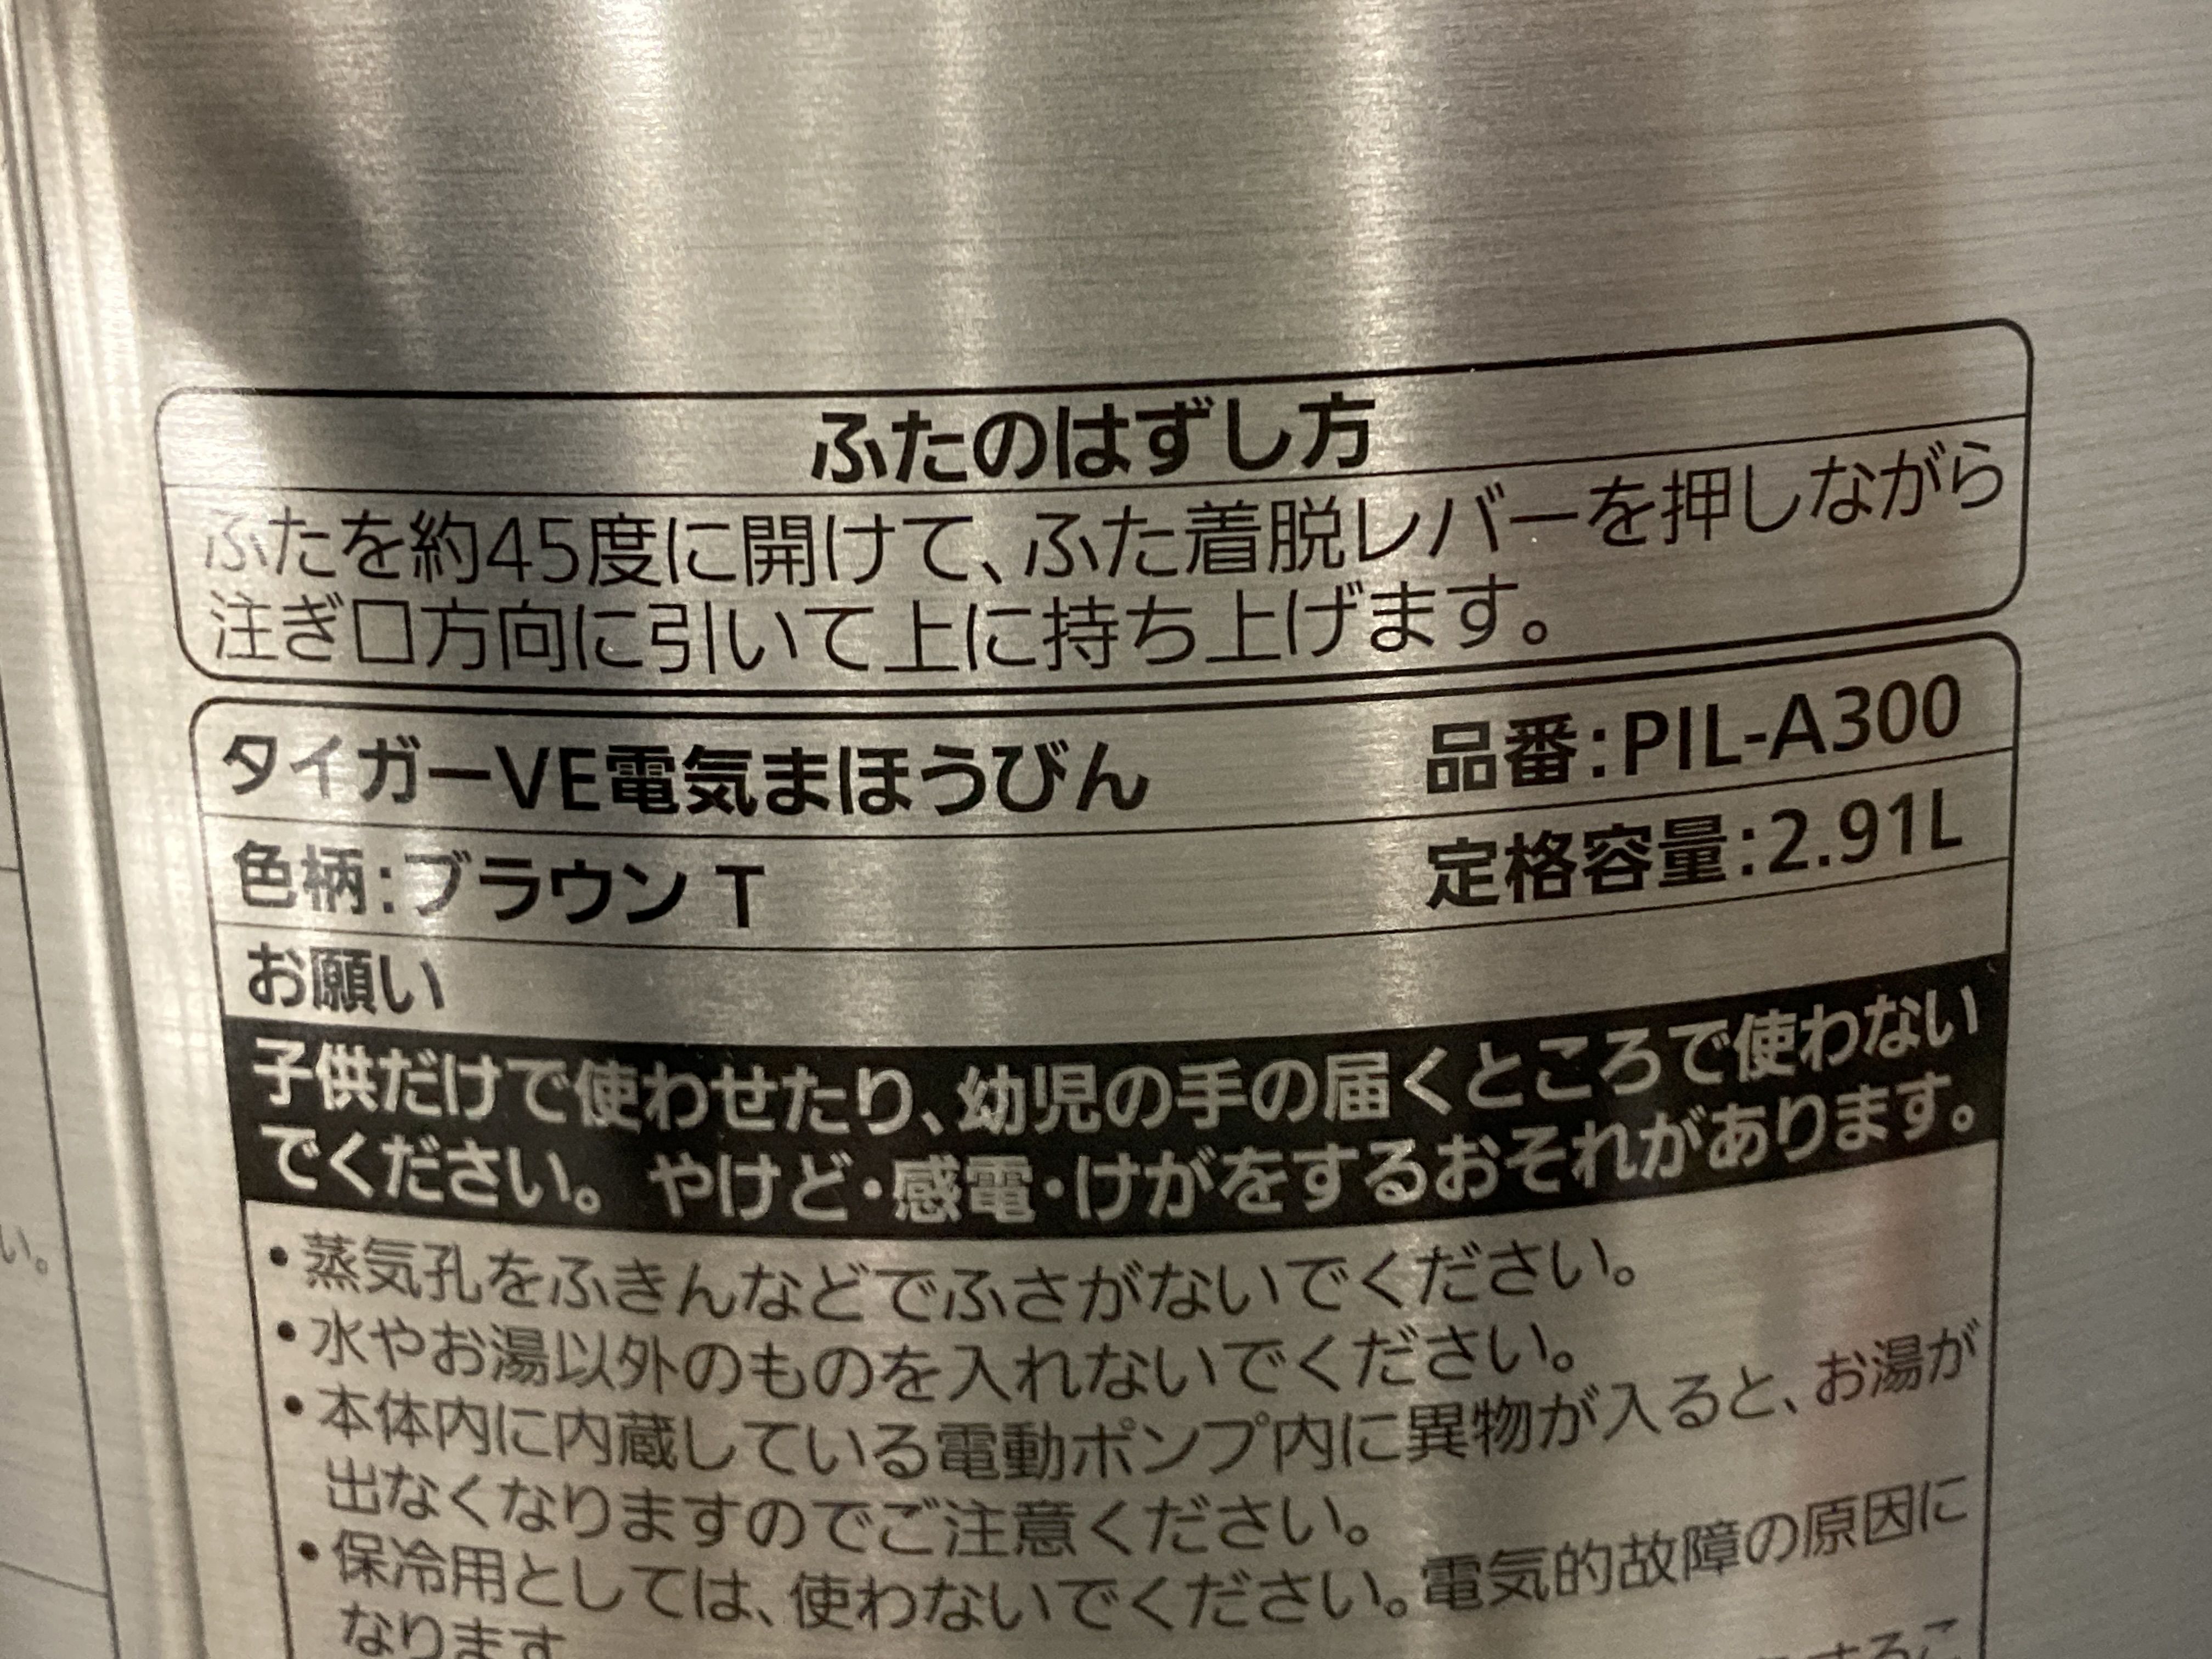 ふたのはずし方
ふたを約45度に開けて、ふた着脱レバーを押しながら
注ぎ口方向に引いて上に持ち上げます。
タイガーVE電気まほうびん 品番:PIL-A300
色柄:ブラウン T 定格容量:2.91L
お願い
子供だけで使わせたり、幼児の手の届くところで使わない
でください。やけど・感電・けがをするおそれがあります。
•蒸気孔をふきんなどでふさがないでください。
•水やお湯以外のものを入れないでください。
•本体内に内蔵している電動ポンプ内に異物が入ると、お湯が
出なくなりますのでご注意ください。
•保冷用としては、使わないでください。電気的故障の原因に
なります
い。